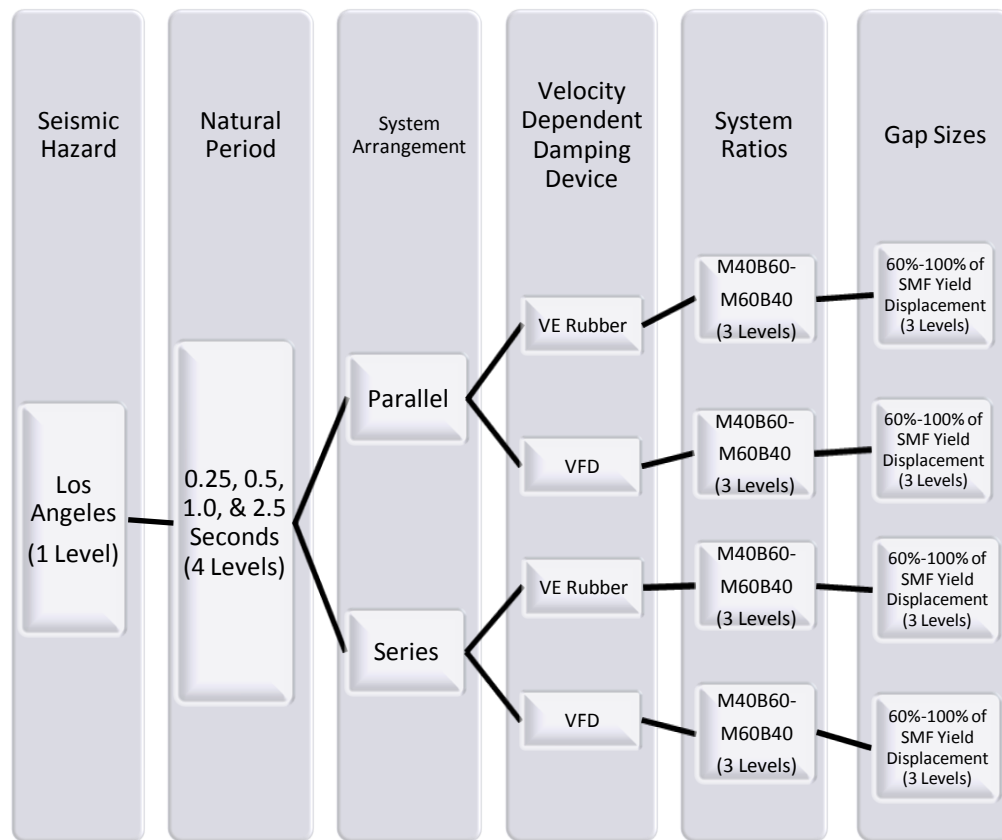 Seismic
Hazard
Los
Angeles
(1 Level)
Natural
Period
0.25, 0.5,
1.0, & 2.5
Seconds
(4 Levels)
System
Arrangement
Parallel
Series
Velocity
Dependent
Damping
Device
VE Rubber
VFD
VE Rubber
VFD
System
Ratios
M40B60-
M60B40
(3 Levels)
M40B60-
M60B40
(3 Levels)
M40B60-
M60B40
(3 Levels)
M40B60-
M60B40
(3 Levels)
Gap Sizes
60%-100% of
SMF Yield
Displacement
(3 Levels)
60%-100% of
SMF Yield
Displacement
(3 Levels)
60%-100% of
SMF Yield
Displacement
(3 Levels)
60%-100% of
SMF Yield
Displacement
(3 Levels)